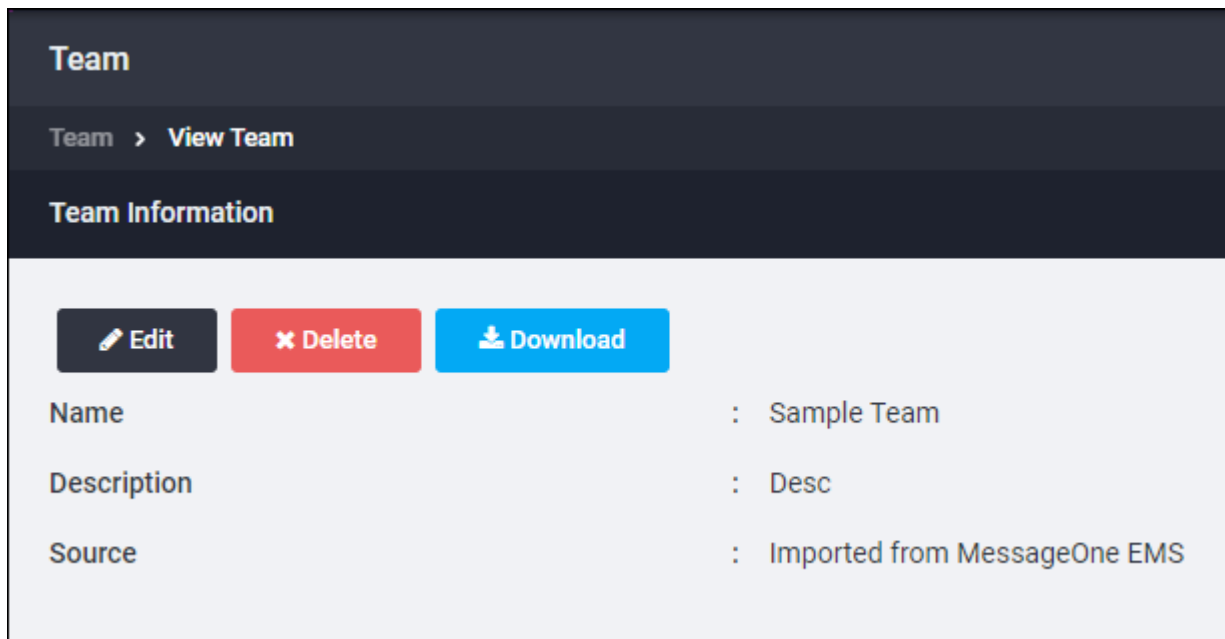 Team
Team > View Team
Team Information
Edit Delete Download
Name : Sample Team
Description : Desc
Source : Imported from MessageOne EMS